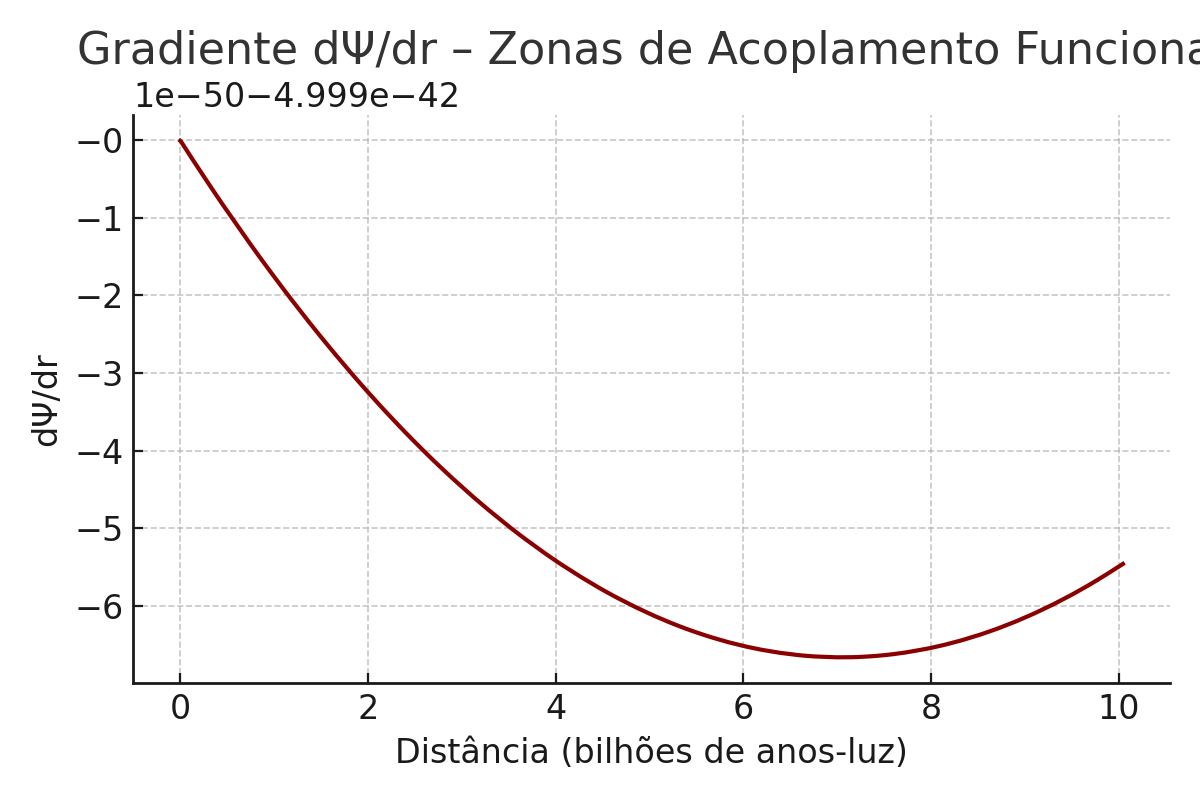 Gradiente dΨ/dr – Zonas de Acoplamento Funciona
1e−50−4.999e−42
−0
−1
−2
−3
−4
−5
−6
dΨ/dr
0 2 4 6 8 10
Distância (bilhões de anos-luz)